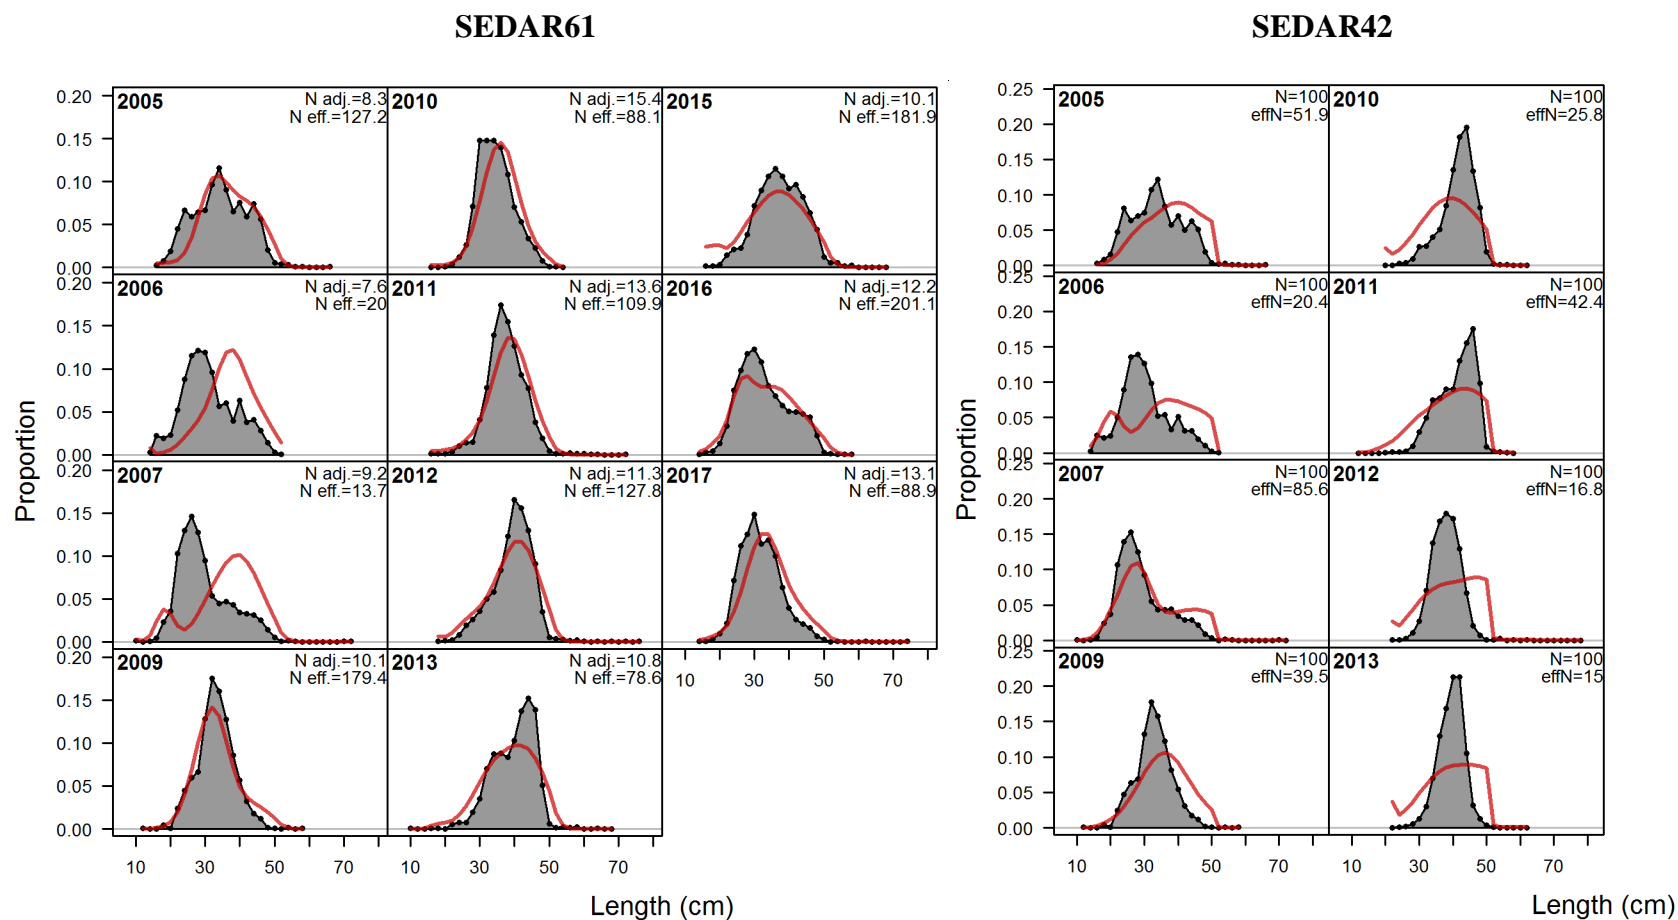 SEDAR61
SEDAR42
Proportion
0.20
0.15
0.10
0.05
0.00
2005
N adj.=8.3
N eff.=127.2
2010
N adj.=15.4
N eff.=88.1
2015
N adj.=10.1
N eff.=181.9
0.20
0.15
0.10
0.05
0.00
2006
N adj.=7.6
N eff.=20
2011
N adj.=13.6
N eff.=109.9
2016
N adj.=12.2
N eff.=201.1
0.20
0.15
0.10
0.05
0.00
2007
N adj.=9.2
N eff.=13.7
2012
N adj.=11.3
N eff.=127.8
2017
N adj.=13.1
N eff.=88.9
0.20
0.15
0.10
0.05
0.00
2009
N adj.=10.1
N eff.=179.4
2013
N adj.=10.8
N eff.=78.6
10 30 50 70
10 30 50 70
10 30 50 70
Length (cm)
Proportion
0.25
0.20
0.15
0.10
0.05
0.00
2005
N=100
effN=51.9
2010
N=100
effN=25.8
0.25
0.20
0.15
0.10
0.05
0.00
2006
N=100
effN=20.4
2011
N=100
effN=42.4
0.25
0.20
0.15
0.10
0.05
0.00
2007
N=100
effN=85.6
2012
N=100
effN=16.8
0.25
0.20
0.15
0.10
0.05
0.00
2009
N=100
effN=39.5
2013
N=100
effN=15
10 30 50 70
10 30 50 70
Length (cm)